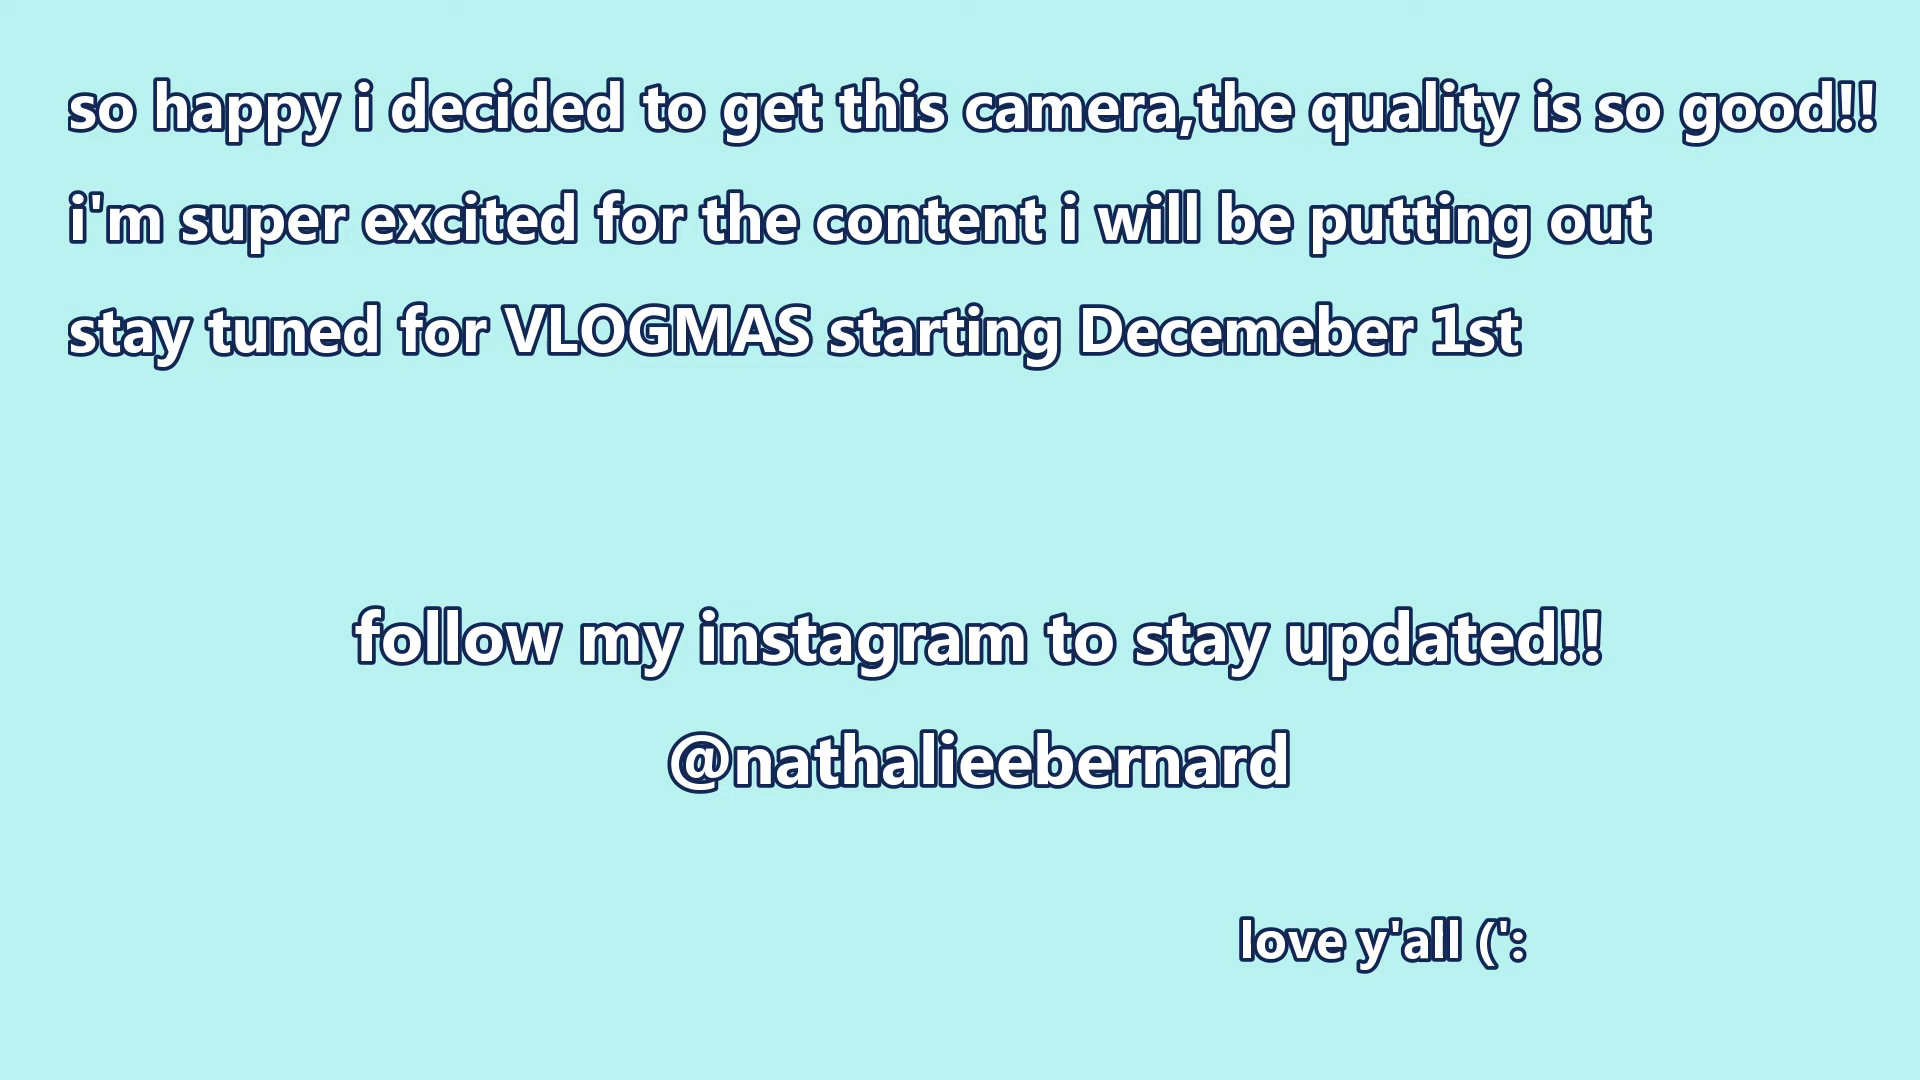 so happy i decided to get this camera,the quality is so good!!
i'm super excited for the content i will be putting out
stay tuned for VLOGMAS starting Decemeber 1st
follow my instagram to stay updated!!
@nathalieebernard
love y'all (':